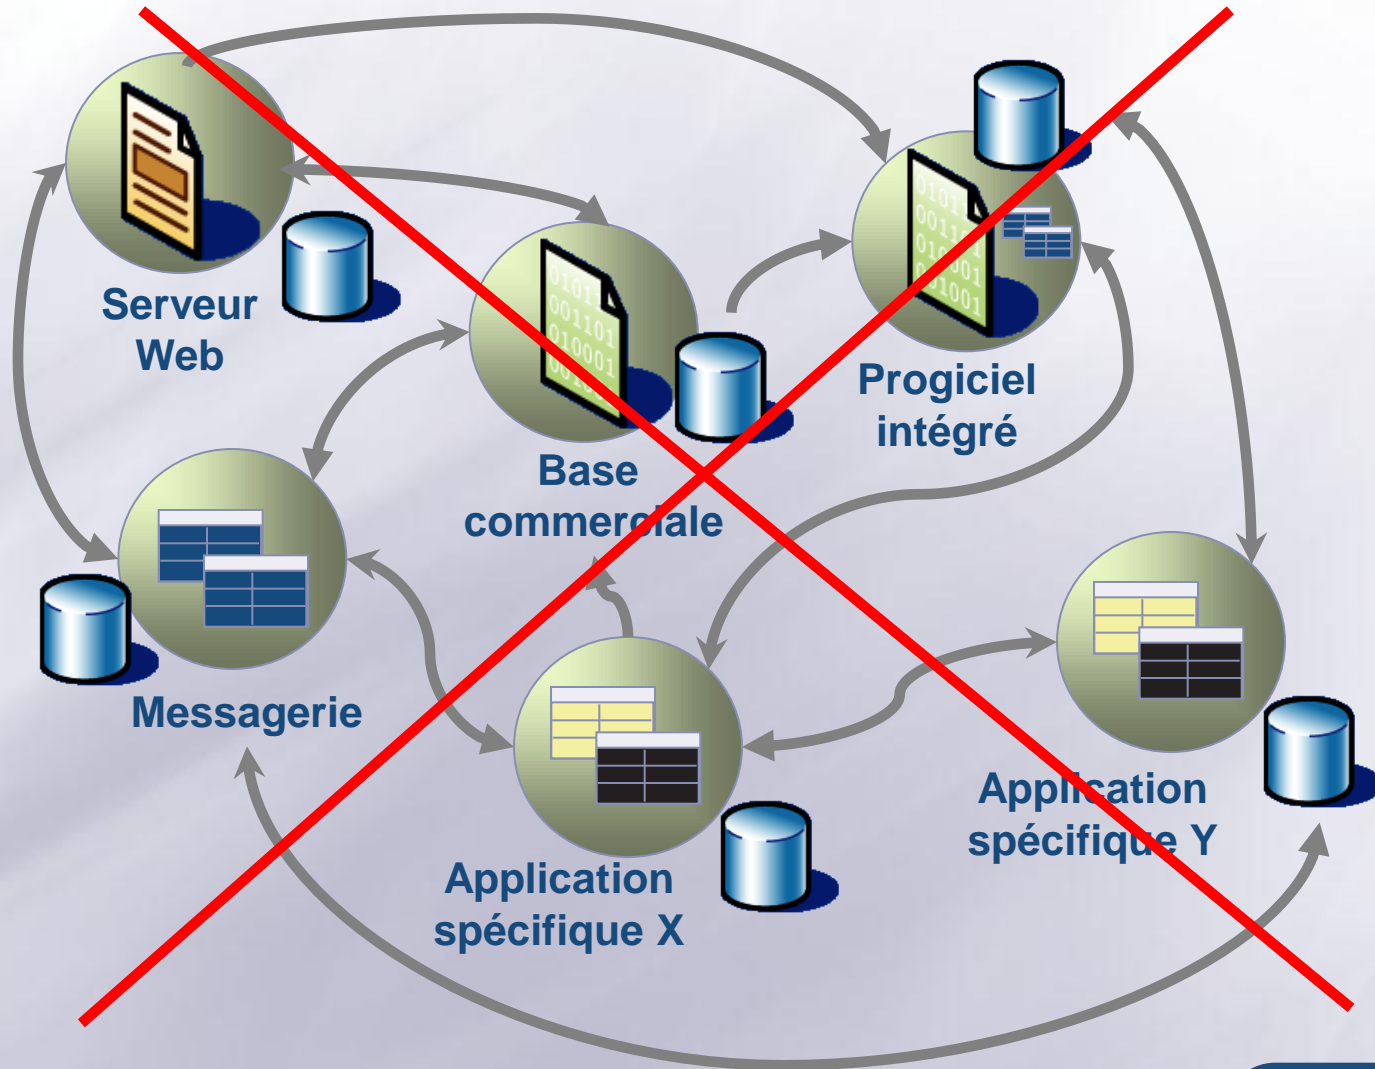 Serveur
Web
Base
commerciale
Progiciel
intégré
Messagerie
Application
spécifique X
Application
spécifique Y